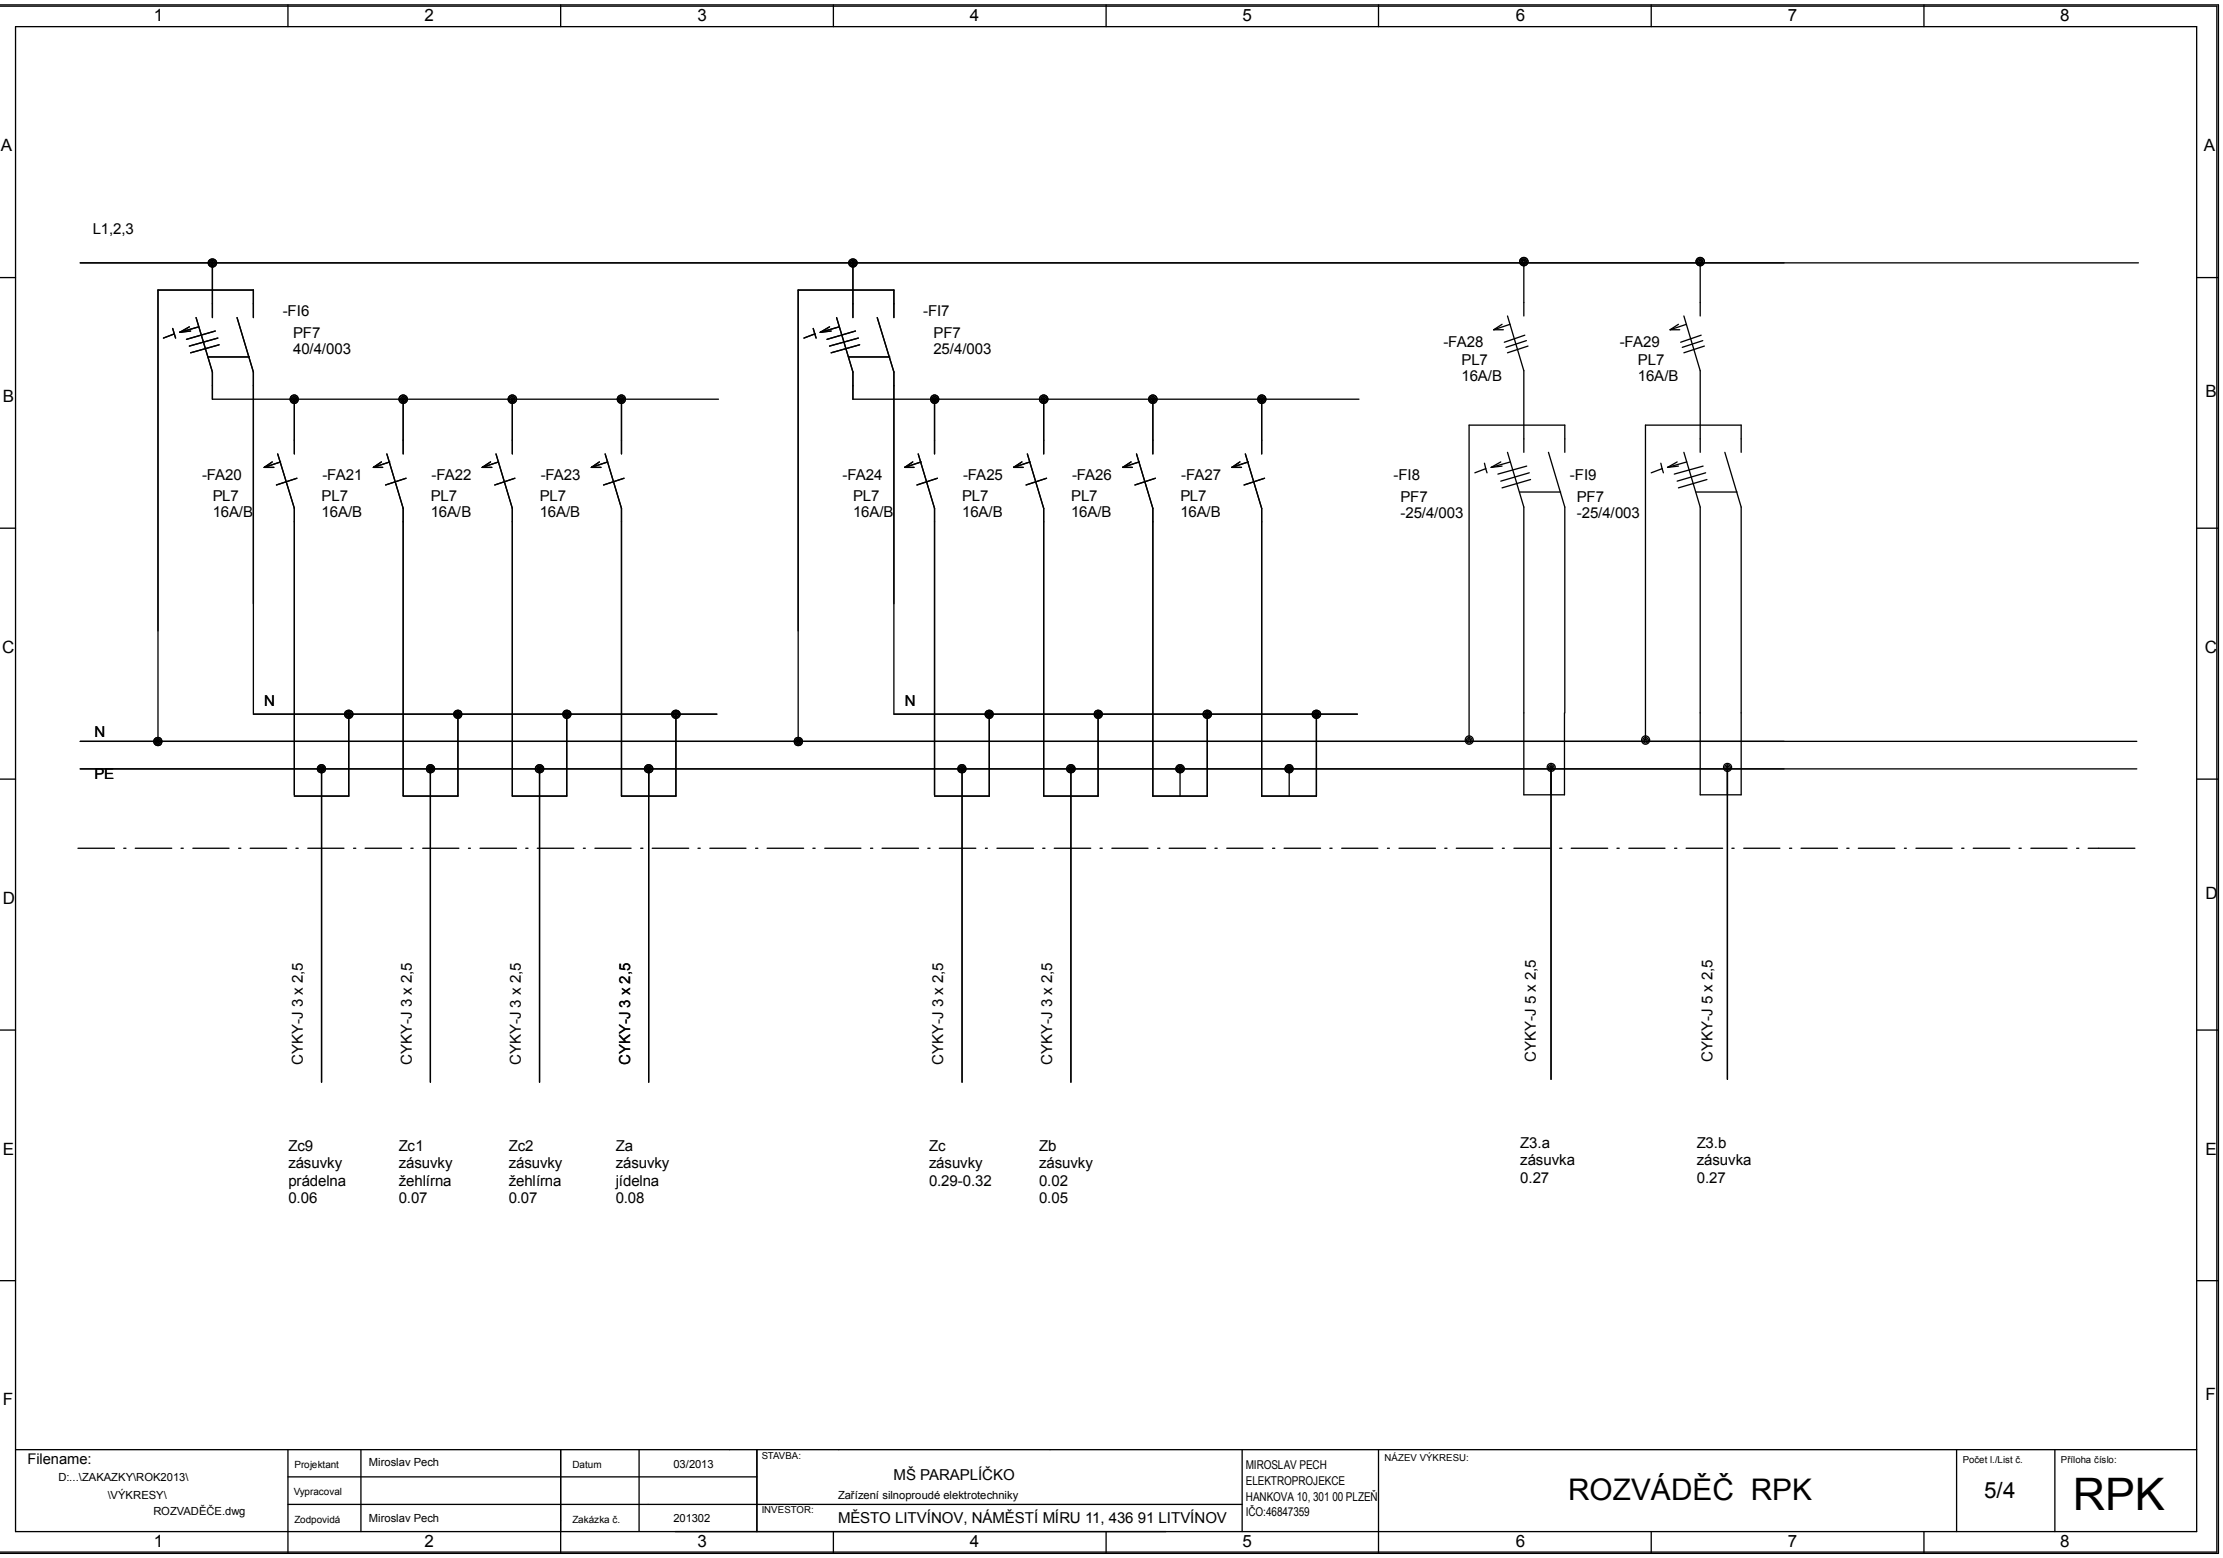 1 2 3 4 5 6 7 8
A A
L1,2,3
-FI6
PF7
40/4/003
-FI7
PF7
25/4/003
-FA28
PL7
16A/B
-FA29
PL7
16A/B
B B
-FA20
PL7
16A/B
-FA21
PL7
16A/B
-FA22
PL7
16A/B
-FA23
PL7
16A/B
-FA24
PL7
16A/B
-FA25
PL7
16A/B
-FA26
PL7
16A/B
-FA27
PL7
16A/B
-FI8
PF7
-25/4/003
-FI9
PF7
-25/4/003
C C
N
N
N
PE
D D
CYKY-J 3 x 2,5
CYKY-J 3 x 2,5
CYKY-J 3 x 2,5
CYKY-J 3 x 2,5
CYKY-J 3 x 2,5
CYKY-J 3 x 2,5
CYKY-J 5 x 2,5
CYKY-J 5 x 2,5
E E
Zc9
zásuvky
prádelna
0.06
Zc1
zásuvky
žehlírna
0.07
Zc2
zásuvky
žehlírna
0.07
Za
zásuvky
jídelna
0.08
Zc
zásuvky
0.29-0.32
Zb
zásuvky
0.02
0.05
Z3.a
zásuvka
0.27
Z3.b
zásuvka
0.27
F F
Filename:
D:...\ZAKAZKY\ROK2013\
\VÝKRESY\
ROZVADĚČE.dwg
Projektant Miroslav Pech
Vypracoval
Zodpovídá Miroslav Pech
Datum 03/2013
Zakázka č. 201302
STAVBA:
MŠ PARAPLÍČKO
Zařízení silnoproudé elektrotechniky
INVESTOR:
MĚSTO LITVÍNOV, NÁMĚSTÍ MÍRU 11, 436 91 LITVÍNOV
MIROSLAV PECH
ELEKTROPROJEKCE
HANKOVA 10, 301 00 PLZEŇ
IČO:46847359
NÁZEV VÝKRESU:
ROZVÁDĚČ RPK
Počet l./List č.
5/4
Příloha číslo:
RPK
1 2 3 4 5 6 7 8